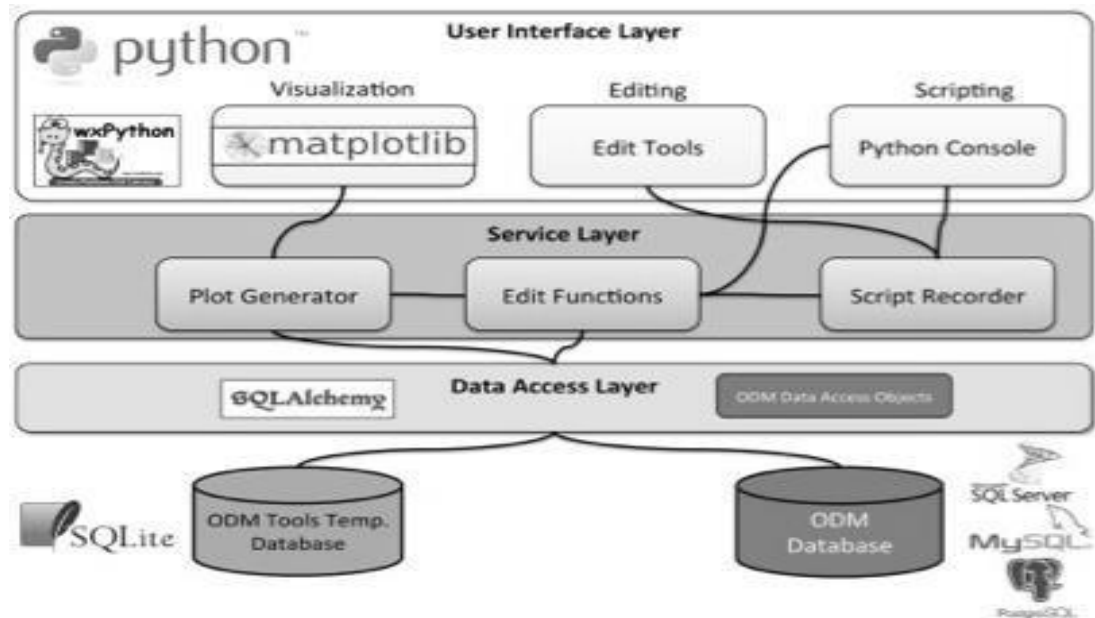 User Interface Layer
python™
Visualization
Editing
Scripting
wxPython
matplotlib
Edit Tools
Python Console
Service Layer
Plot Generator
Edit Functions
Script Recorder
Data Access Layer
SQLAlchemy
ODM Data Access Objects
SQLite
ODM Tools Temp.
Database
ODM
Database
SQL Server
MySQL
PostgreSQL